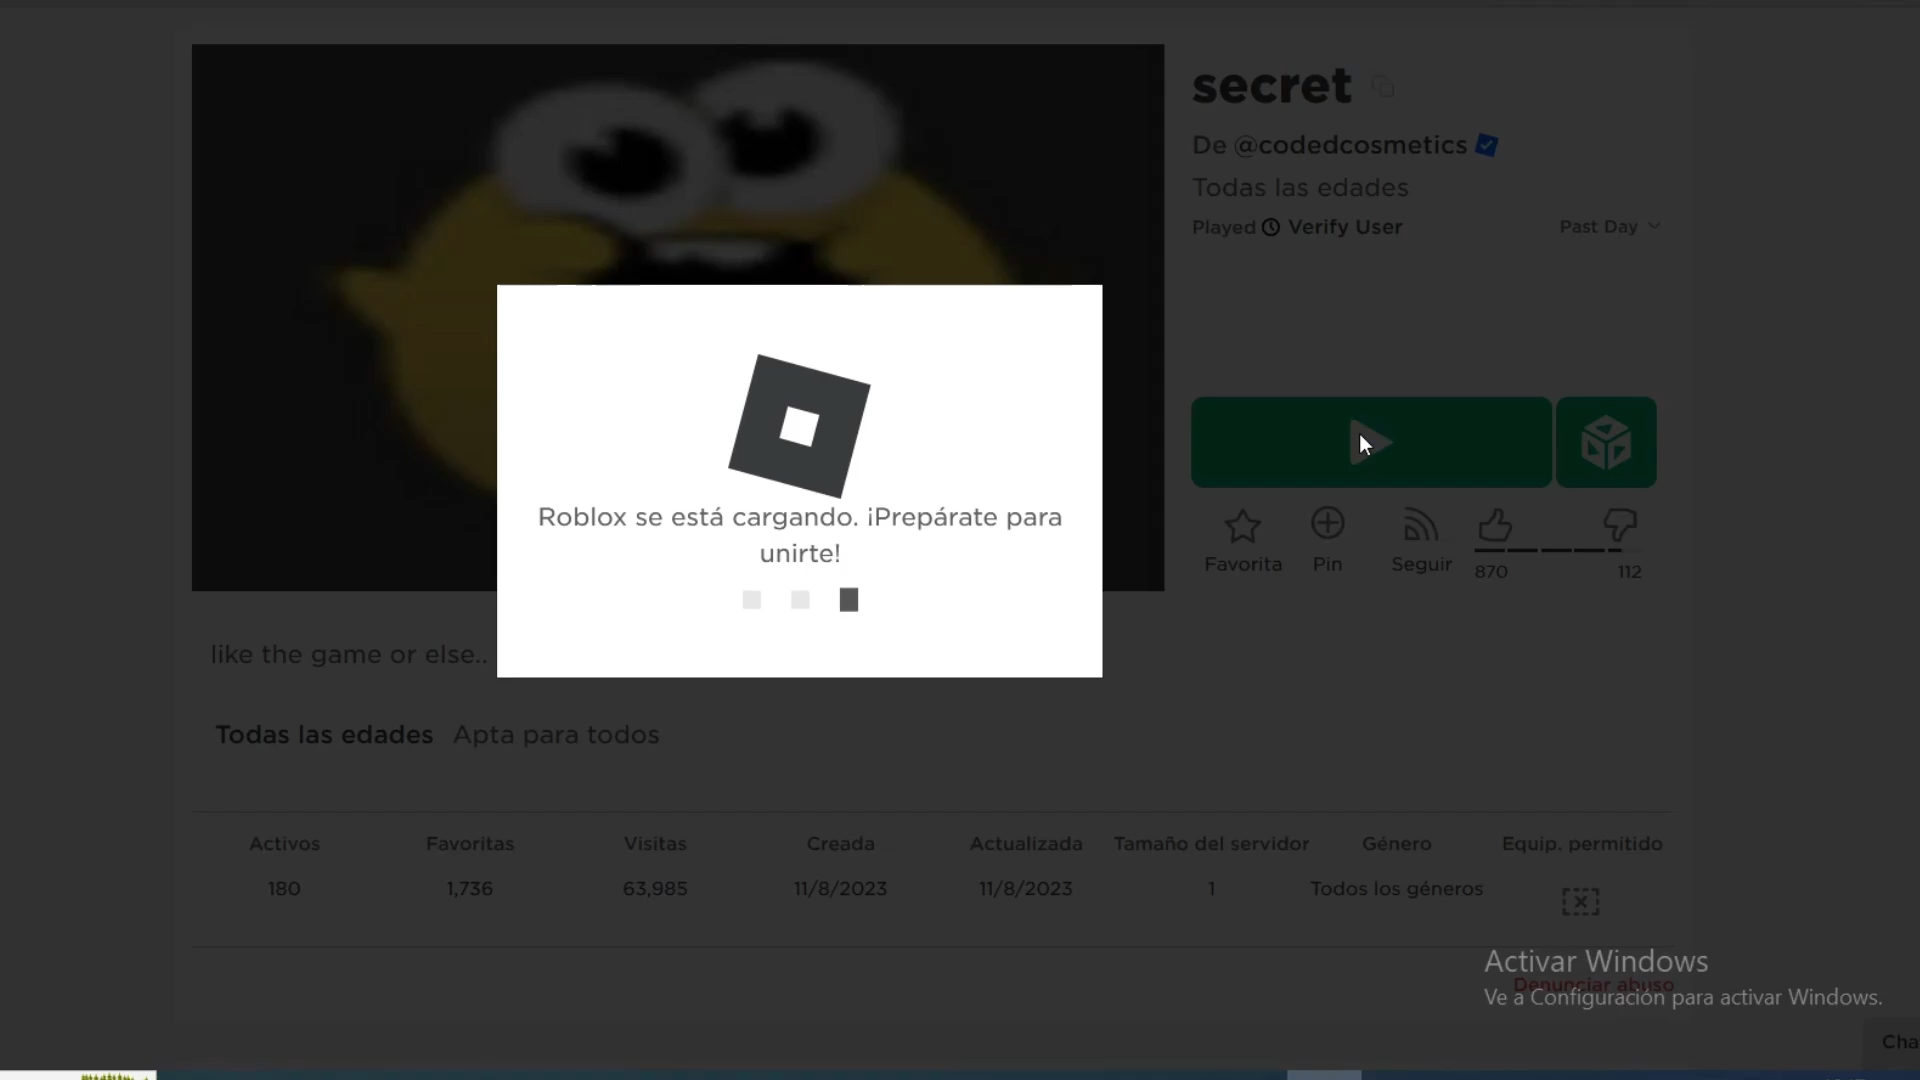 secret
De @codedcosmetics
Todas las edades
Played Verify User
Past Day
Roblox se está cargando. ¡Prepárate para
unirte!
Favorita
Pin
Seguir
870
112
like the game or else..
Todas las edades Apta para todos
Activos Favoritas Visitas Creada Actualizada Tamaño del servidor Género Equip. permitido
180 1,736 63,985 11/8/2023 11/8/2023 1 Todos los géneros
Activar Windows
Denunciar abuso
Ve a Configuración para activar Windows.